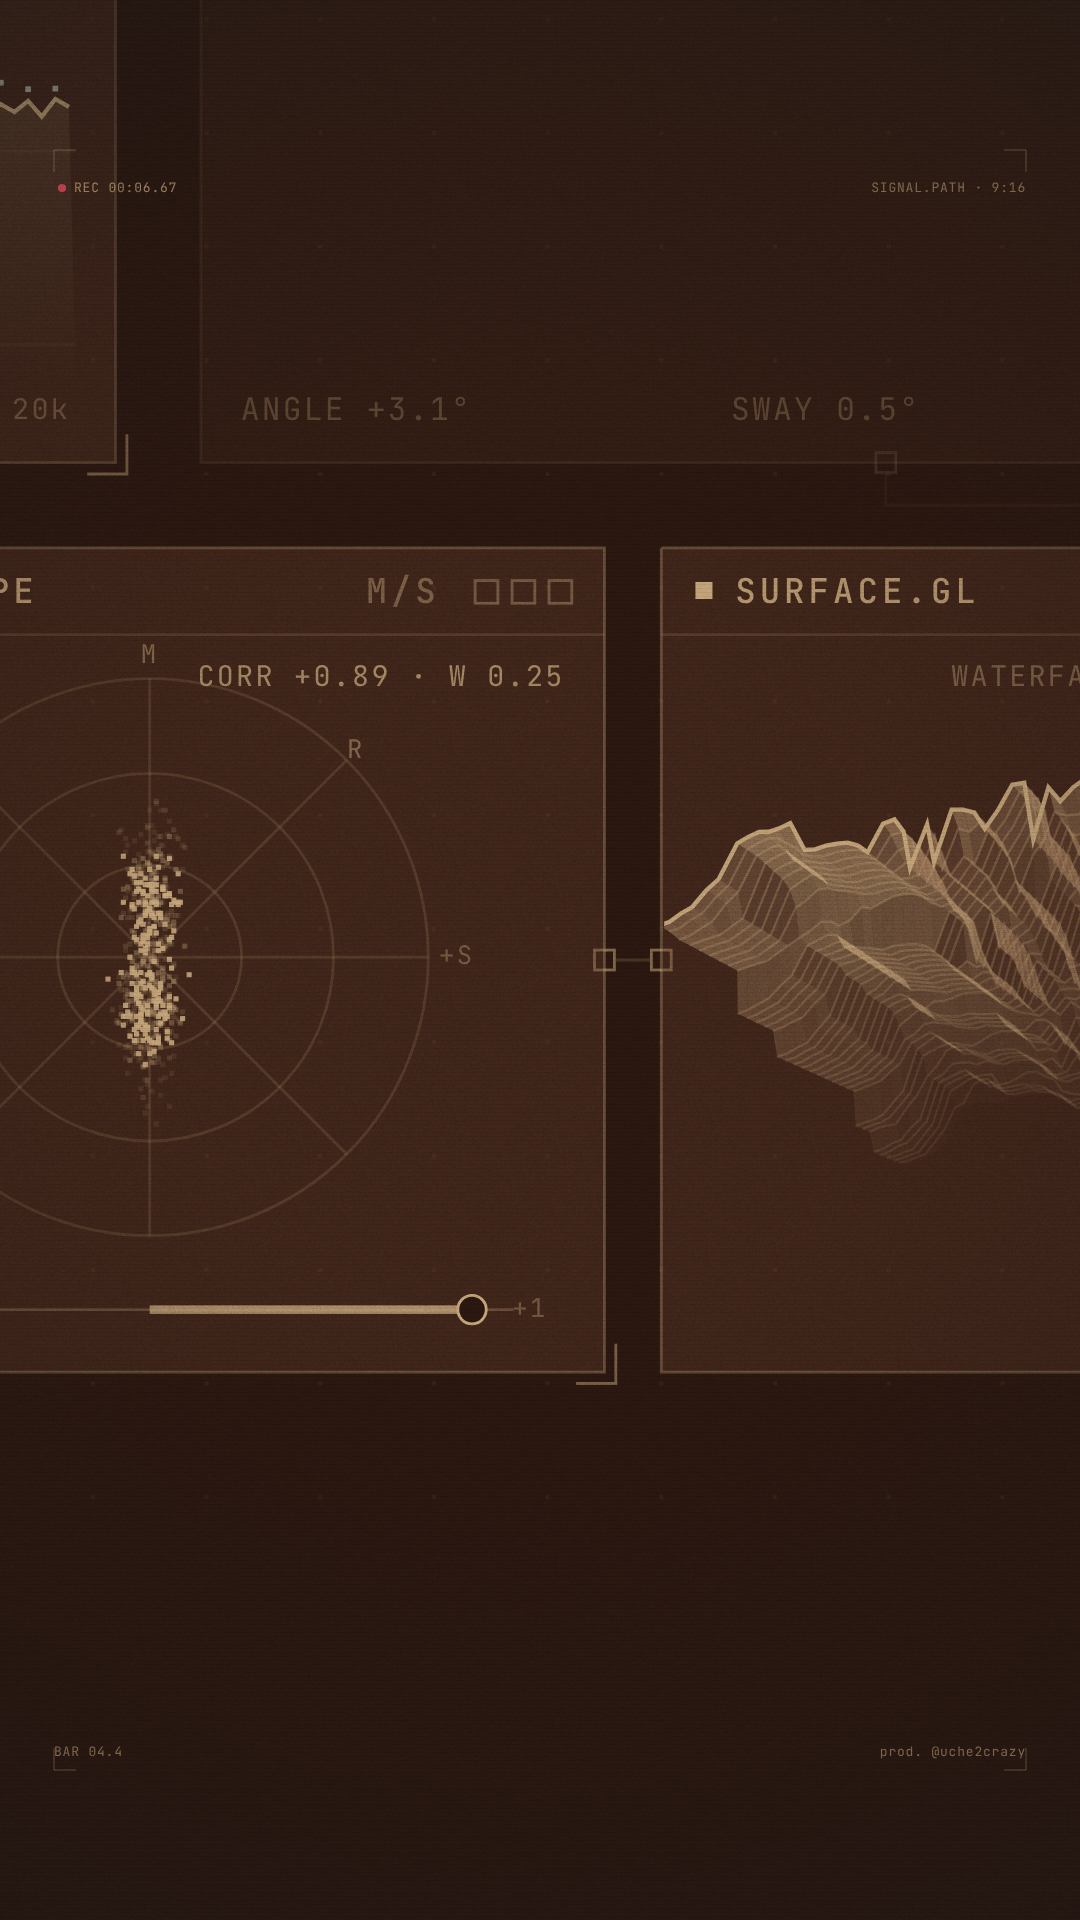 REC 00:06.67
SIGNAL.PATH · 9:16
20k
ANGLE +3.1°
SWAY 0.5°
PE
M/S
SURFACE.GL
M
CORR +0.89 · W 0.25
WATERFA
R
+S
+1
BAR 04.4
prod. @uche2crazy